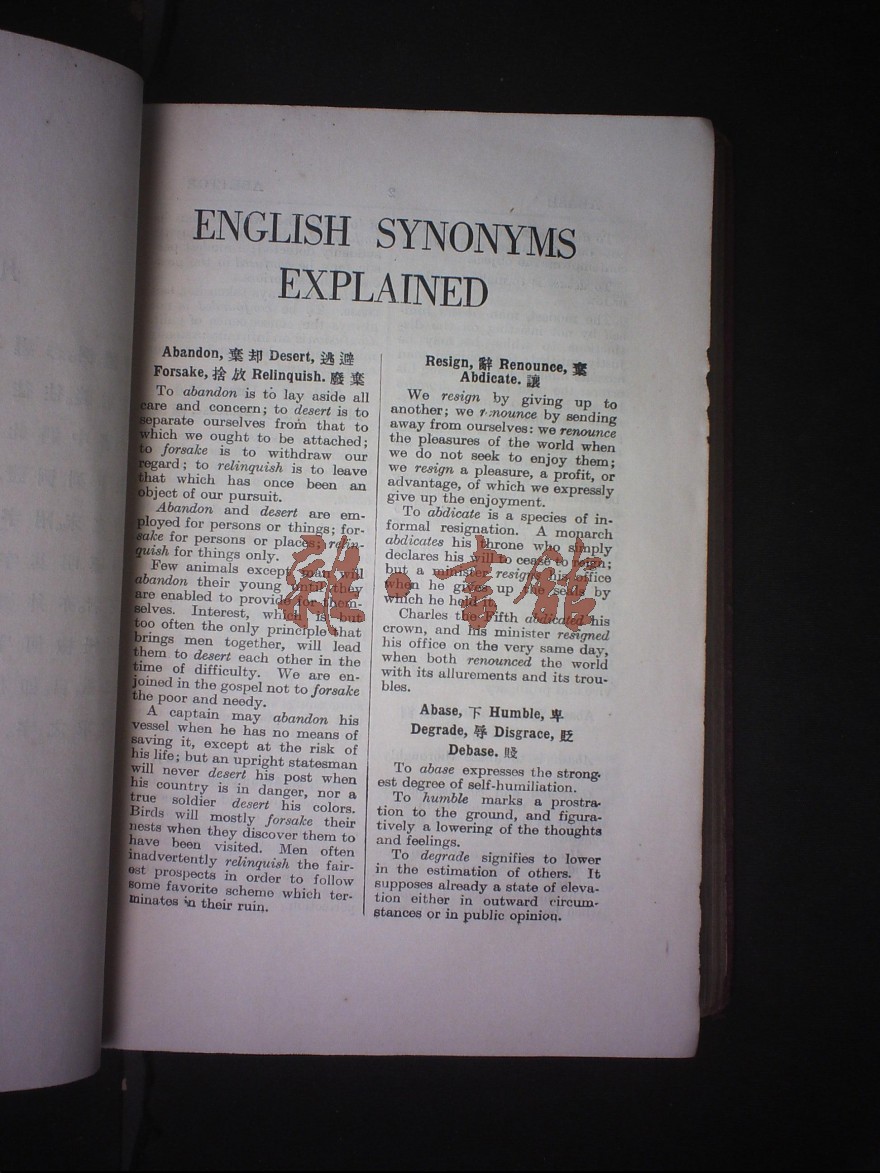 ENGLISH SYNONYMS
EXPLAINED
Abandon, 棄却 Desert, 逃避
Forsake, 捨放 Relinquish. 廢棄
To abandon is to lay aside all
care and concern; to desert is to
separate ourselves from that to
which we ought to be attached;
to forsake is to withdraw our
regard; to relinquish is to leave
that which has once been an
object of our pursuit.
Abandon and desert are em-
ployed for persons or things; for-
sake for persons or places; relin-
quish for things only.
Few animals except man will
abandon their young until they
are enabled to provide for them-
selves. Interest, which is but
too often the only principle that
brings men together, will lead
them to desert each other in the
time of difficulty. We are en-
joined in the gospel not to forsake
the poor and needy.
A captain may abandon his
vessel when he has no means of
saving it, except at the risk of
his life; but an upright statesman
will never desert his post when
his country is in danger, nor a
true soldier desert his colors.
Birds will mostly forsake their
nests when they discover them to
have been visited. Men often
inadvertently relinquish the fair-
est prospects in order to follow
some favorite scheme which ter-
minates in their ruin.
Resign, 辭 Renounce, 棄
Abdicate. 讓
We resign by giving up to
another; we renounce by sending
away from ourselves: we renounce
the pleasures of the world when
we do not seek to enjoy them;
we resign a pleasure, a profit, or
advantage, of which we expressly
give up the enjoyment.
To abdicate is a species of in-
formal resignation. A monarch
abdicates his throne who simply
declares his will to cease to reign;
but a minister resigns his office
when he gives up the seals by
which he held it.
Charles the Fifth abdicated his
crown, and his minister resigned
his office on the very same day,
when both renounced the world
with its allurements and its trou-
bles.
Abase, 下 Humble, 卑
Degrade, 辱 Disgrace, 貶
Debase.
To abase expresses the strong-
est degree of self-humiliation.
To humble marks a prostra-
tion to the ground, and figura-
tively a lowering of the thoughts
and feelings.
To degrade signifies to lower
in the estimation of others. It
supposes already a state of eleva-
tion either in outward circum-
stances or in public opinion.